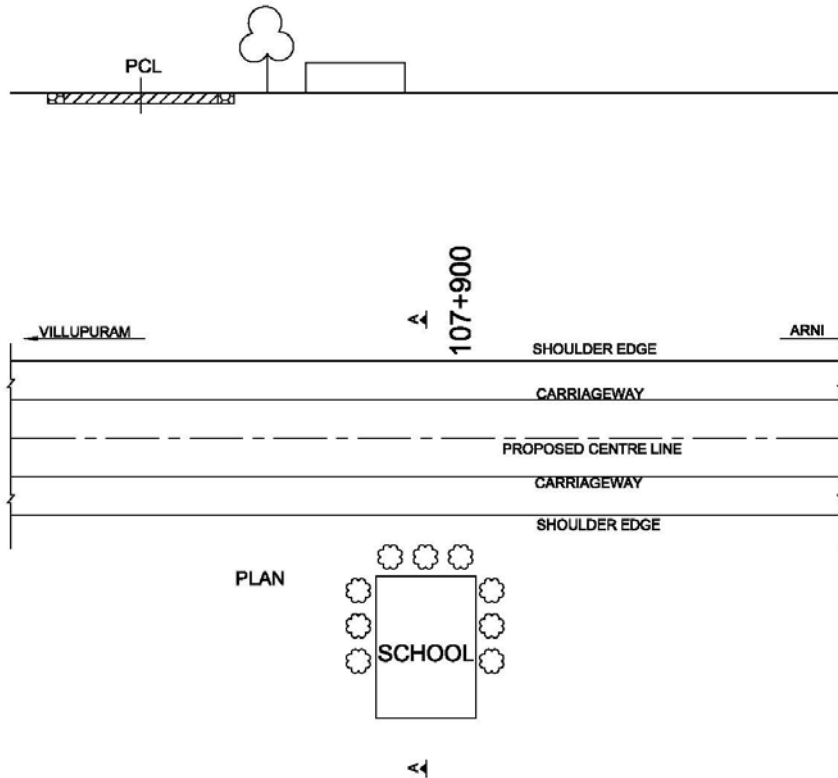 PCL
107+900
A
VILLUPURAM
ARNI
SHOULDER EDGE
CARRIAGEWAY
PROPOSED CENTRE LINE
CARRIAGEWAY
SHOULDER EDGE
PLAN
SCHOOL
A